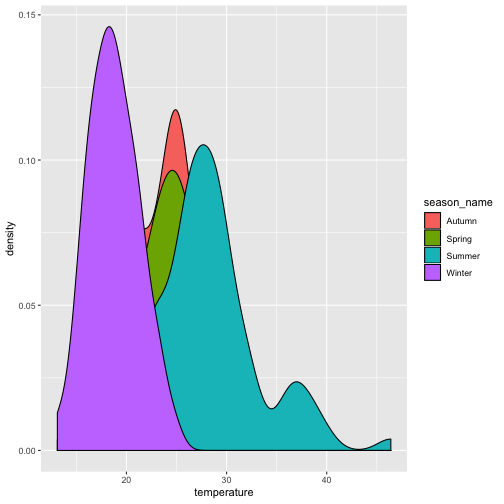 0.15
0.10
0.05
0.00
density
20
30
40
temperature
season_name
Autumn
Spring
Summer
Winter